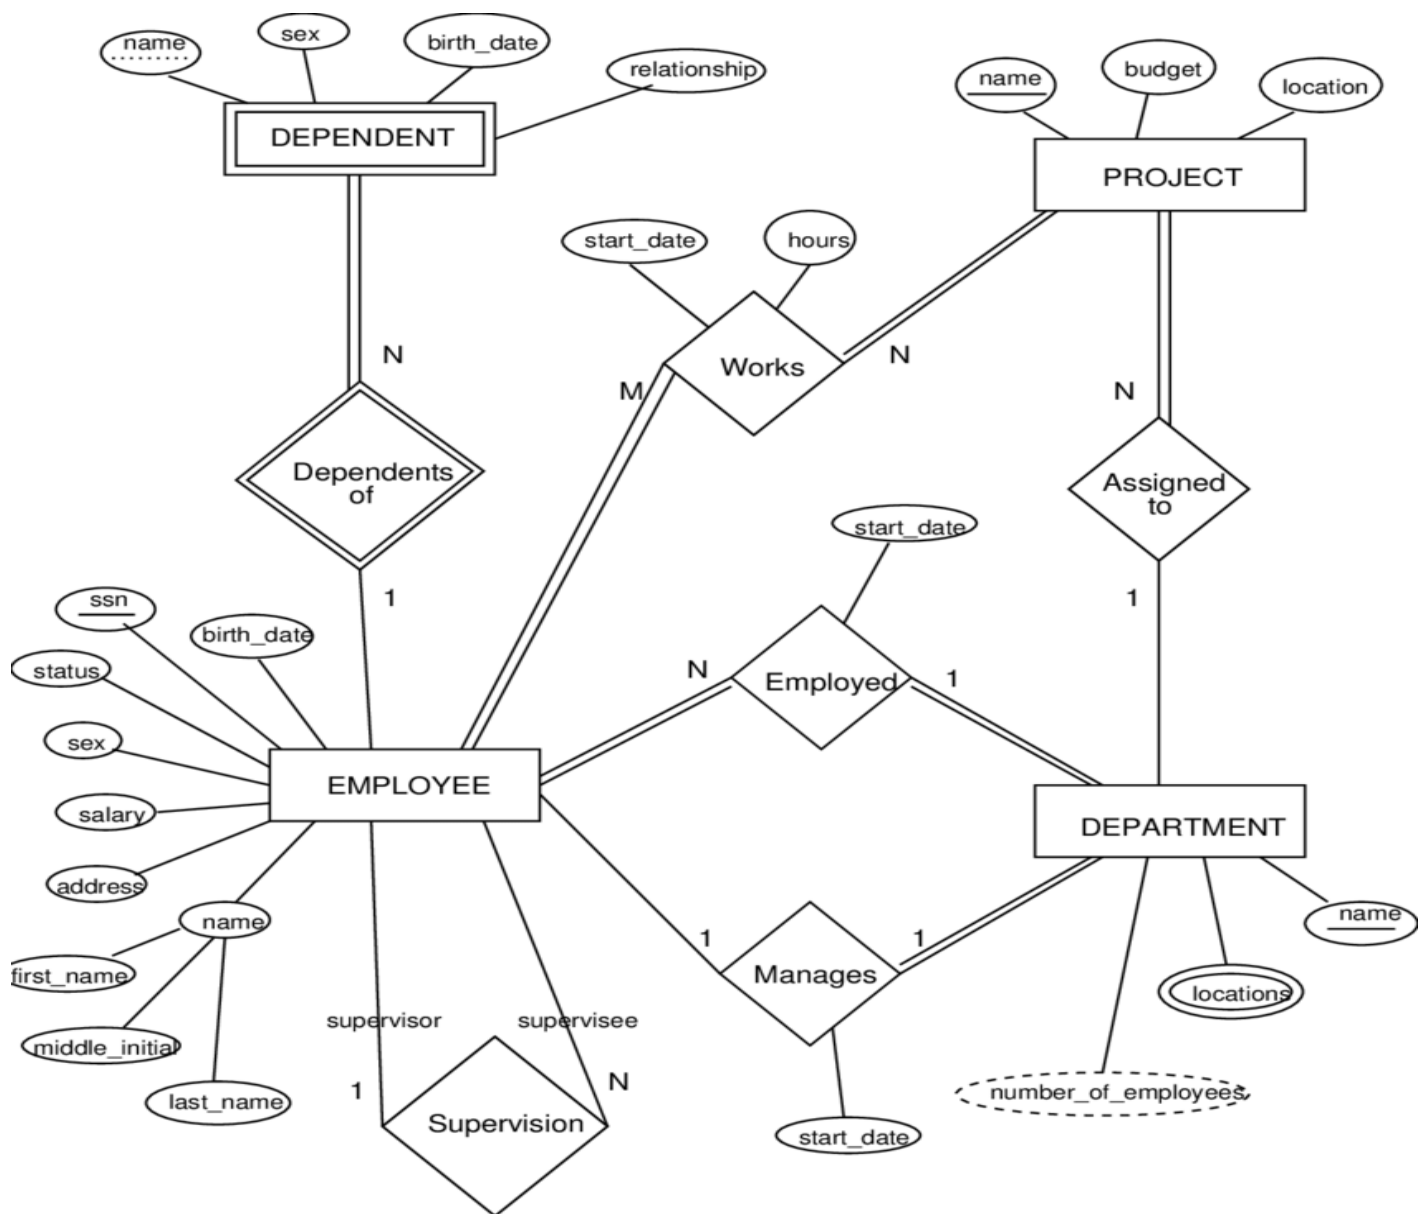 name
sex
birth_date
relationship
DEPENDENT
name
budget
location
PROJECT
start_date
hours
Works
M
N
N
N
Dependents
of
1
Assigned
to
1
start_date
Employed
N
1
ssn
birth_date
status
sex
salary
address
EMPLOYEE
name
first_name
middle_initial
last_name
DEPARTMENT
name
locations
number_of_employees
1
1
Manages
start_date
supervisor
supervisee
1
N
Supervision